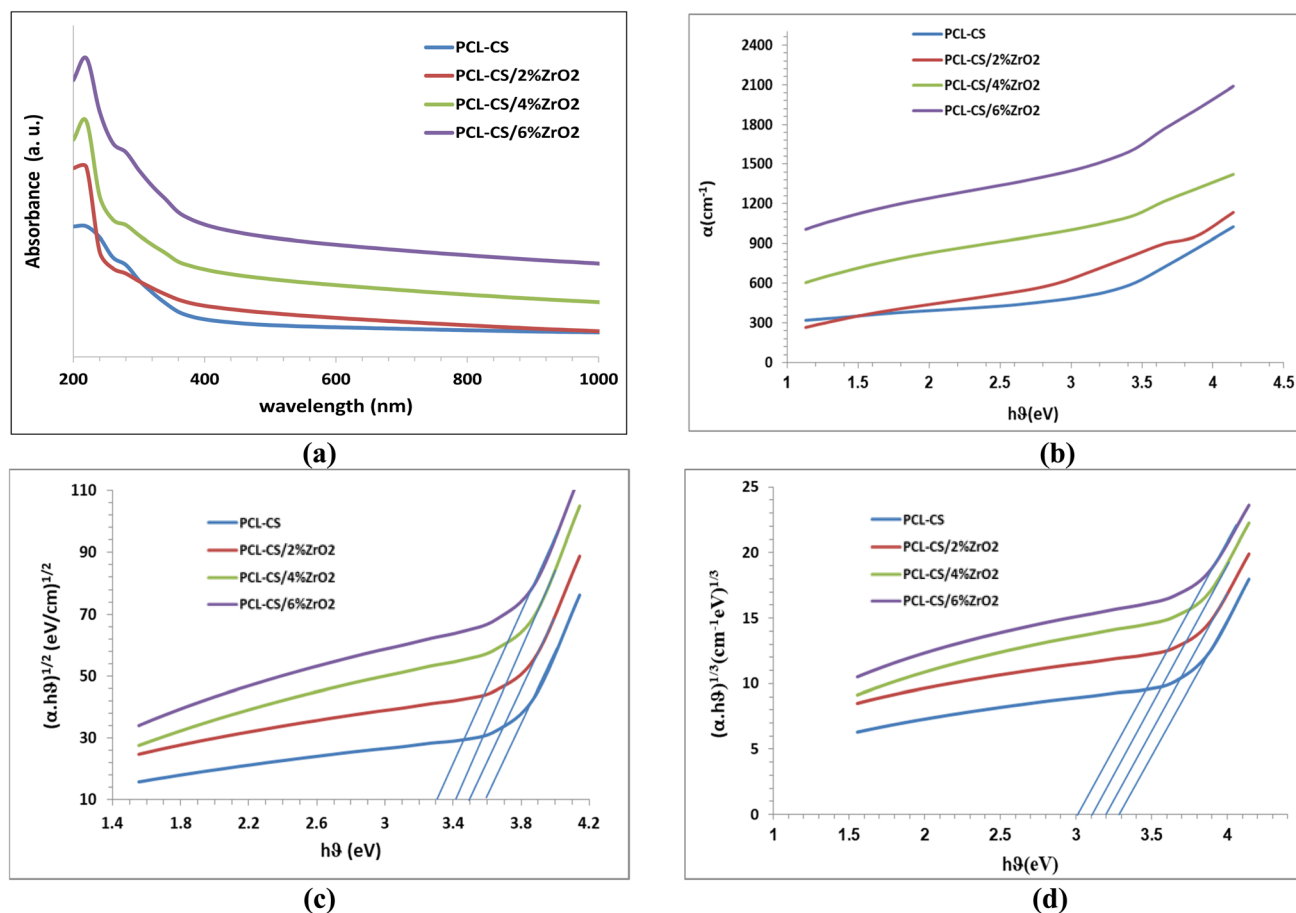 PCL-CS
PCL-CS/2%ZrO2
PCL-CS/4%ZrO2
PCL-CS/6%ZrO2
Absorbance (a. u.)
200 400 600 800 1000
wavelength (nm)
(a)
2400
2100
1800
1500
1200
900
600
300
0
PCL-CS
PCL-CS/2%ZrO2
PCL-CS/4%ZrO2
PCL-CS/6%ZrO2
α(cm⁻¹)
1 1.5 2 2.5 3 3.5 4 4.5
hϑ(eV)
(b)
110
90
70
50
30
10
PCL-CS
PCL-CS/2%ZrO2
PCL-CS/4%ZrO2
PCL-CS/6%ZrO2
(α.hϑ)¹/² (eV/cm)¹/²
1.4 1.8 2.2 2.6 3 3.4 3.8 4.2
hϑ (eV)
(c)
25
20
15
10
5
0
PCL-CS
PCL-CS/2%ZrO2
PCL-CS/4%ZrO2
PCL-CS/6%ZrO2
(α.hϑ)¹/³(cm⁻¹eV)¹/³
1 1.5 2 2.5 3 3.5 4
hϑ(eV)
(d)